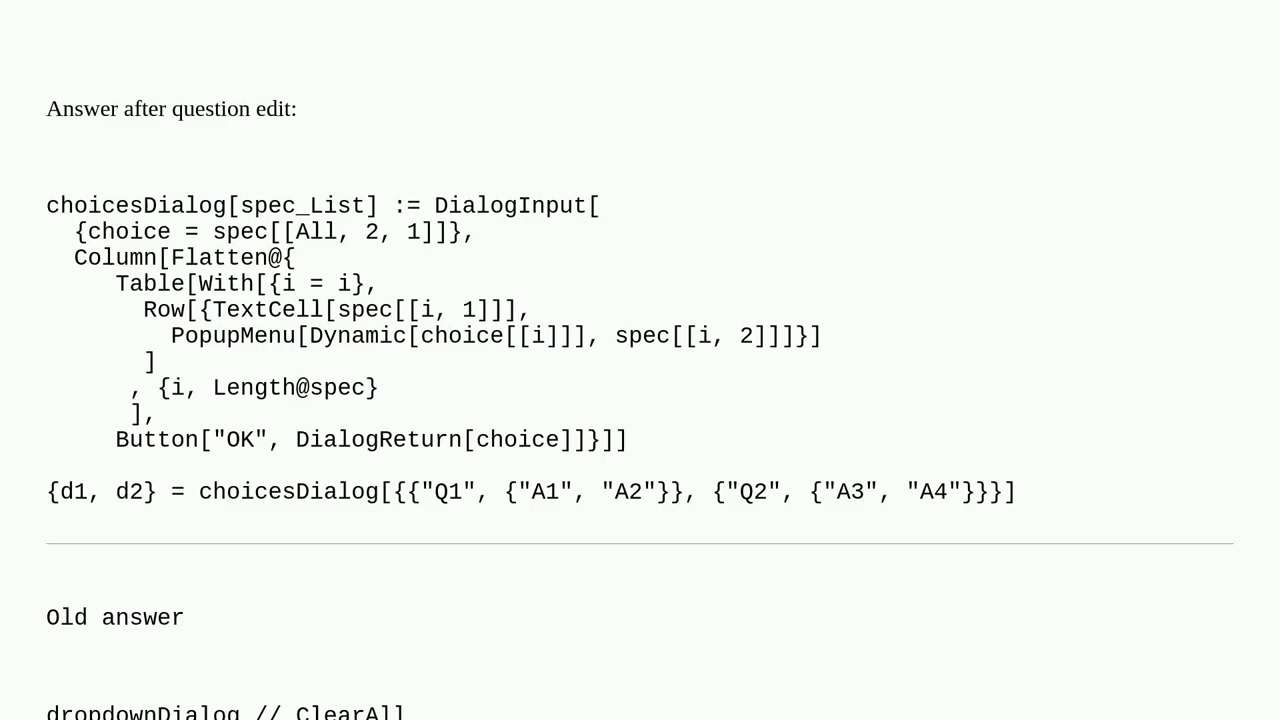 Answer after question edit:
choicesDialog[spec_List] := DialogInput[
  {choice = spec[[All, 2, 1]]},
  Column[Flatten@{
     Table[With[{i = i},
       Row[{TextCell[spec[[i, 1]]],
         PopupMenu[Dynamic[choice[[i]]], spec[[i, 2]]]}]
       ]
      , {i, Length@spec}
      ],
     Button["OK", DialogReturn[choice]]}]]
{d1, d2} = choicesDialog[{{"Q1", {"A1", "A2"}}, {"Q2", {"A3", "A4"}}}]
Old answer
dropdownDialog // ClearAll